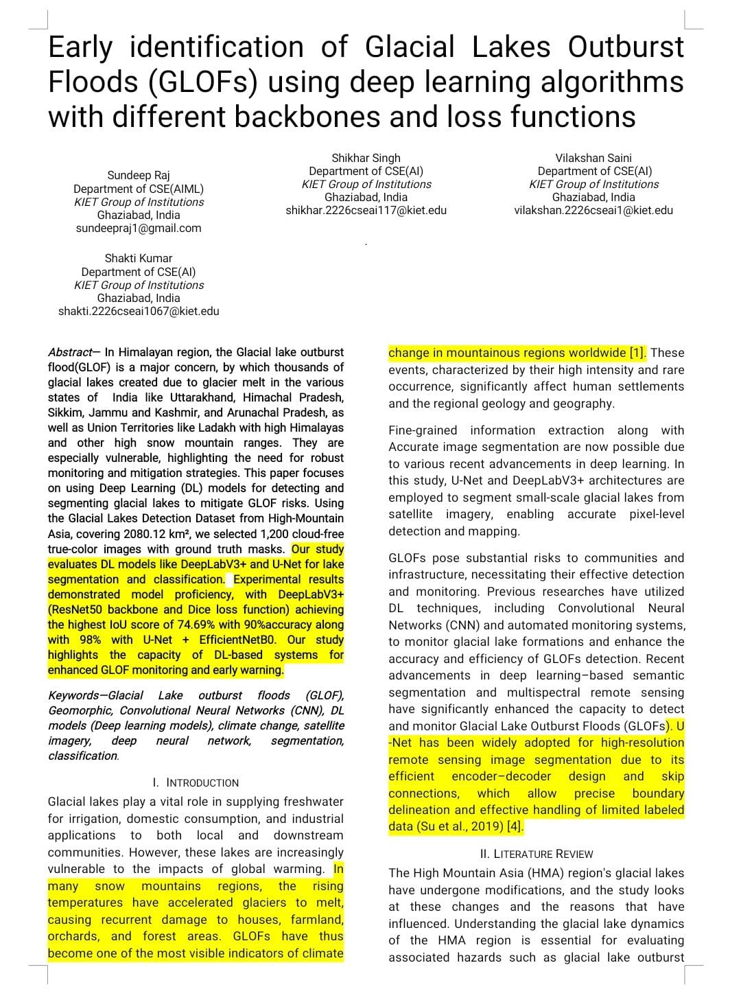 Early identification of Glacial Lakes Outburst
Floods (GLOFs) using deep learning algorithms
with different backbones and loss functions
Sundeep Raj
Department of CSE(AIML)
KIET Group of Institutions
Ghaziabad, India
sundeepraj1@gmail.com
Shikhar Singh
Department of CSE(AI)
KIET Group of Institutions
Ghaziabad, India
shikhar.2226cseai117@kiet.edu
Vilakshan Saini
Department of CSE(AI)
KIET Group of Institutions
Ghaziabad, India
vilakshan.2226cseai1@kiet.edu
.
Shakti Kumar
Department of CSE(AI)
KIET Group of Institutions
Ghaziabad, India
shakti.2226cseai1067@kiet.edu
Abstract— In Himalayan region, the Glacial lake outburst
flood(GLOF) is a major concern, by which thousands of
glacial lakes created due to glacier melt in the various
states of India like Uttarakhand, Himachal Pradesh,
Sikkim, Jammu and Kashmir, and Arunachal Pradesh, as
well as Union Territories like Ladakh with high Himalayas
and other high snow mountain ranges. They are
especially vulnerable, highlighting the need for robust
monitoring and mitigation strategies. This paper focuses
on using Deep Learning (DL) models for detecting and
segmenting glacial lakes to mitigate GLOF risks. Using
the Glacial Lakes Detection Dataset from High-Mountain
Asia, covering 2080.12 km², we selected 1,200 cloud-free
true-color images with ground truth masks. Our study
evaluates DL models like DeepLabV3+ and U-Net for lake
segmentation and classification. Experimental results
demonstrated model proficiency, with DeepLabV3+
(ResNet50 backbone and Dice loss function) achieving
the highest IoU score of 74.69% with 90%accuracy along
with 98% with U-Net + EfficientNetB0. Our study
highlights the capacity of DL-based systems for
enhanced GLOF monitoring and early warning.
Keywords—Glacial Lake outburst floods (GLOF),
Geomorphic, Convolutional Neural Networks (CNN), DL
models (Deep learning models), climate change, satellite
imagery, deep neural network, segmentation,
classification.
I. INTRODUCTION
Glacial lakes play a vital role in supplying freshwater
for irrigation, domestic consumption, and industrial
applications to both local and downstream
communities. However, these lakes are increasingly
vulnerable to the impacts of global warming. In
many snow mountains regions, the rising
temperatures have accelerated glaciers to melt,
causing recurrent damage to houses, farmland,
orchards, and forest areas. GLOFs have thus
become one of the most visible indicators of climate
change in mountainous regions worldwide [1]. These
events, characterized by their high intensity and rare
occurrence, significantly affect human settlements
and the regional geology and geography.
Fine-grained information extraction along with
Accurate image segmentation are now possible due
to various recent advancements in deep learning. In
this study, U-Net and DeepLabV3+ architectures are
employed to segment small-scale glacial lakes from
satellite imagery, enabling accurate pixel-level
detection and mapping.
GLOFs pose substantial risks to communities and
infrastructure, necessitating their effective detection
and monitoring. Previous researches have utilized
DL techniques, including Convolutional Neural
Networks (CNN) and automated monitoring systems,
to monitor glacial lake formations and enhance the
accuracy and efficiency of GLOFs detection. Recent
advancements in deep learning–based semantic
segmentation and multispectral remote sensing
have significantly enhanced the capacity to detect
and monitor Glacial Lake Outburst Floods (GLOFs). U
-Net has been widely adopted for high-resolution
remote sensing image segmentation due to its
efficient encoder–decoder design and skip
connections, which allow precise boundary
delineation and effective handling of limited labeled
data (Su et al., 2019) [4].
II. LITERATURE REVIEW
The High Mountain Asia (HMA) region's glacial lakes
have undergone modifications, and the study looks
at these changes and the reasons that have
influenced. Understanding the glacial lake dynamics
of the HMA region is essential for evaluating
associated hazards such as glacial lake outburst